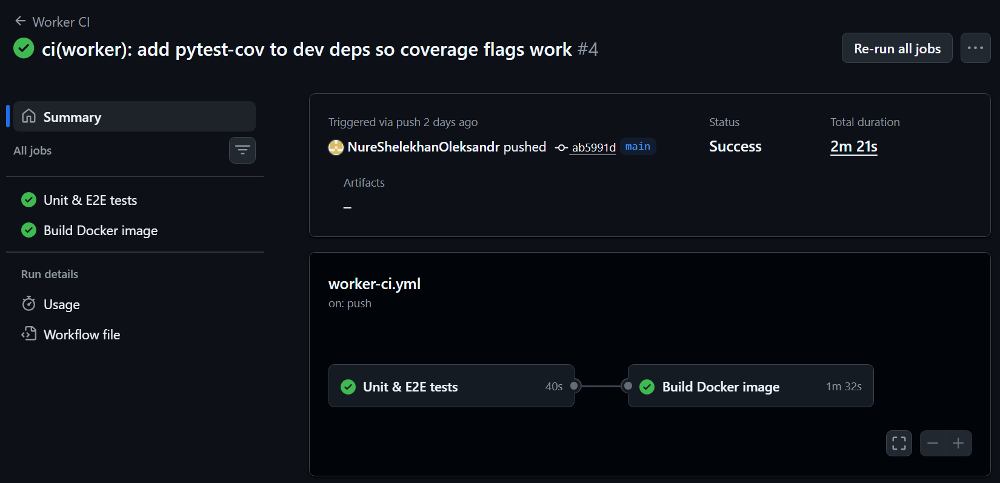 Worker CI
ci(worker): add pytest-cov to dev deps so coverage flags work #4
Re-run all jobs
Summary
All jobs
Unit & E2E tests
Build Docker image
Run details
Usage
Workflow file
Triggered via push 2 days ago
NureShelekhanOleksandr pushed ab5991d main
Status
Success
Total duration
2m 21s
Artifacts
–
worker-ci.yml
on: push
Unit & E2E tests 40s
Build Docker image 1m 32s